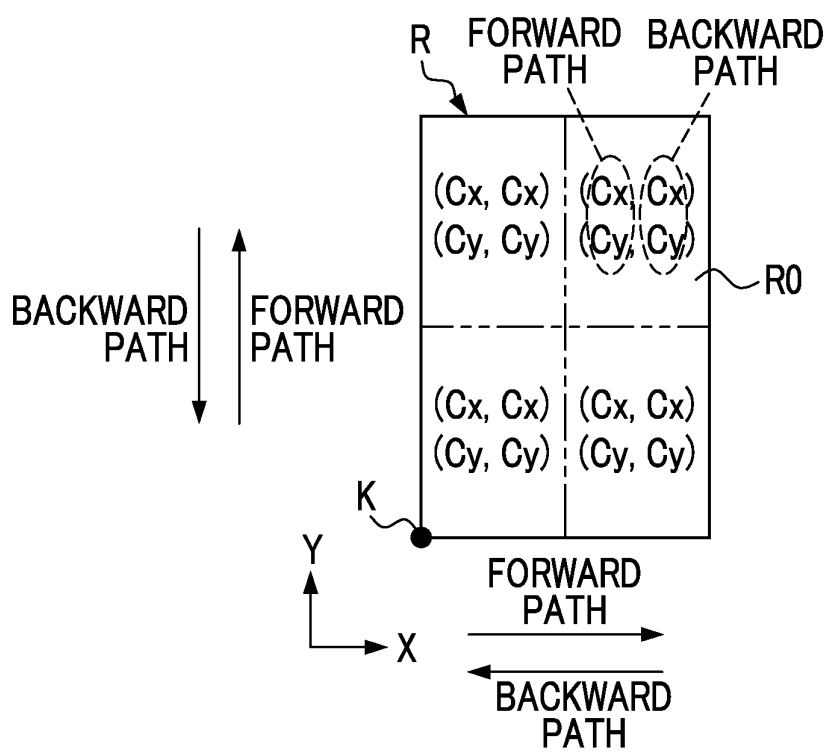 R
FORWARD
PATH
BACKWARD
PATH
(Cx, Cx) (Cx, Cx)
(Cy, Cy) (Cy, Cy)
R0
BACKWARD
PATH
FORWARD
PATH
(Cx, Cx) (Cx, Cx)
(Cy, Cy) (Cy, Cy)
K
Y
X
FORWARD
PATH
BACKWARD
PATH